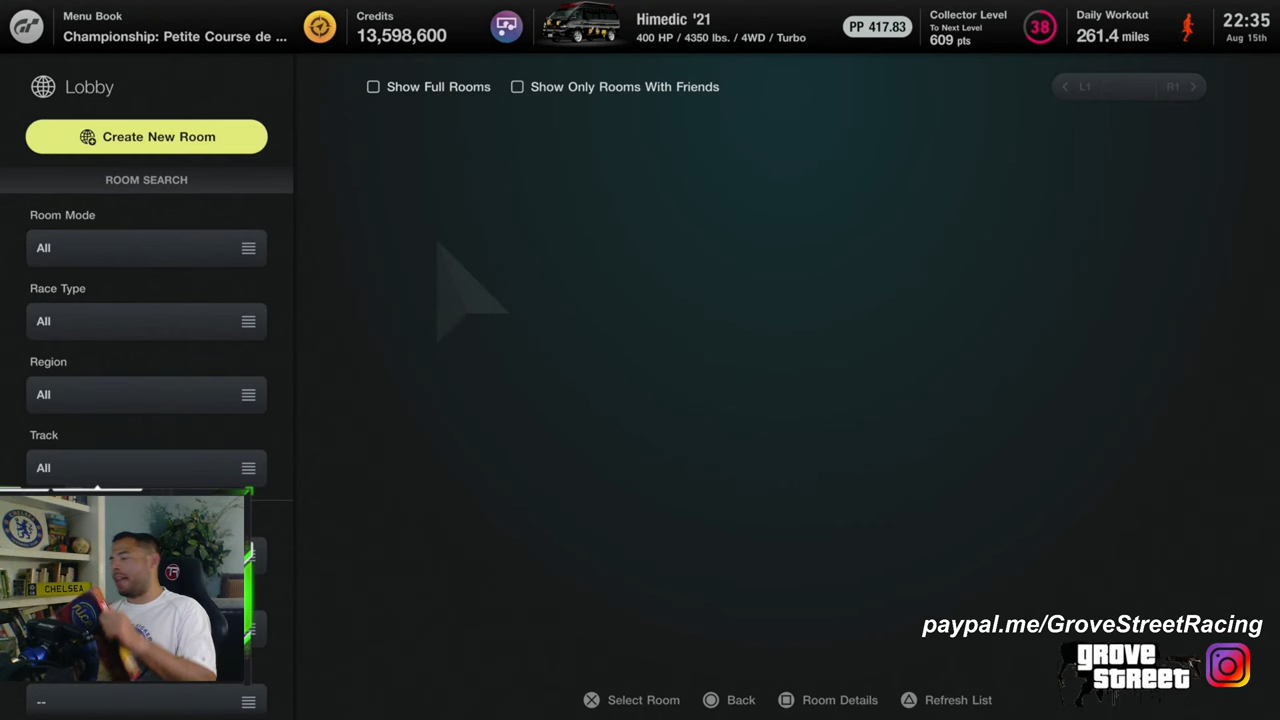 Menu Book
Championship: Petite Course de ...
Credits
13,598,600
Himedic '21
400 HP / 4350 lbs. / 4WD / Turbo
PP 417.83
Collector Level
To Next Level
609 pts
38
Daily Workout
261.4 miles
22:35
Aug 15th
Lobby
Show Full Rooms
Show Only Rooms With Friends
L1
R1
Create New Room
ROOM SEARCH
Room Mode
All
Race Type
All
Region
All
Track
All
CHELSEA
paypal.me/GroveStreetRacing
grove
street
--
Select Room
Back
Room Details
Refresh List